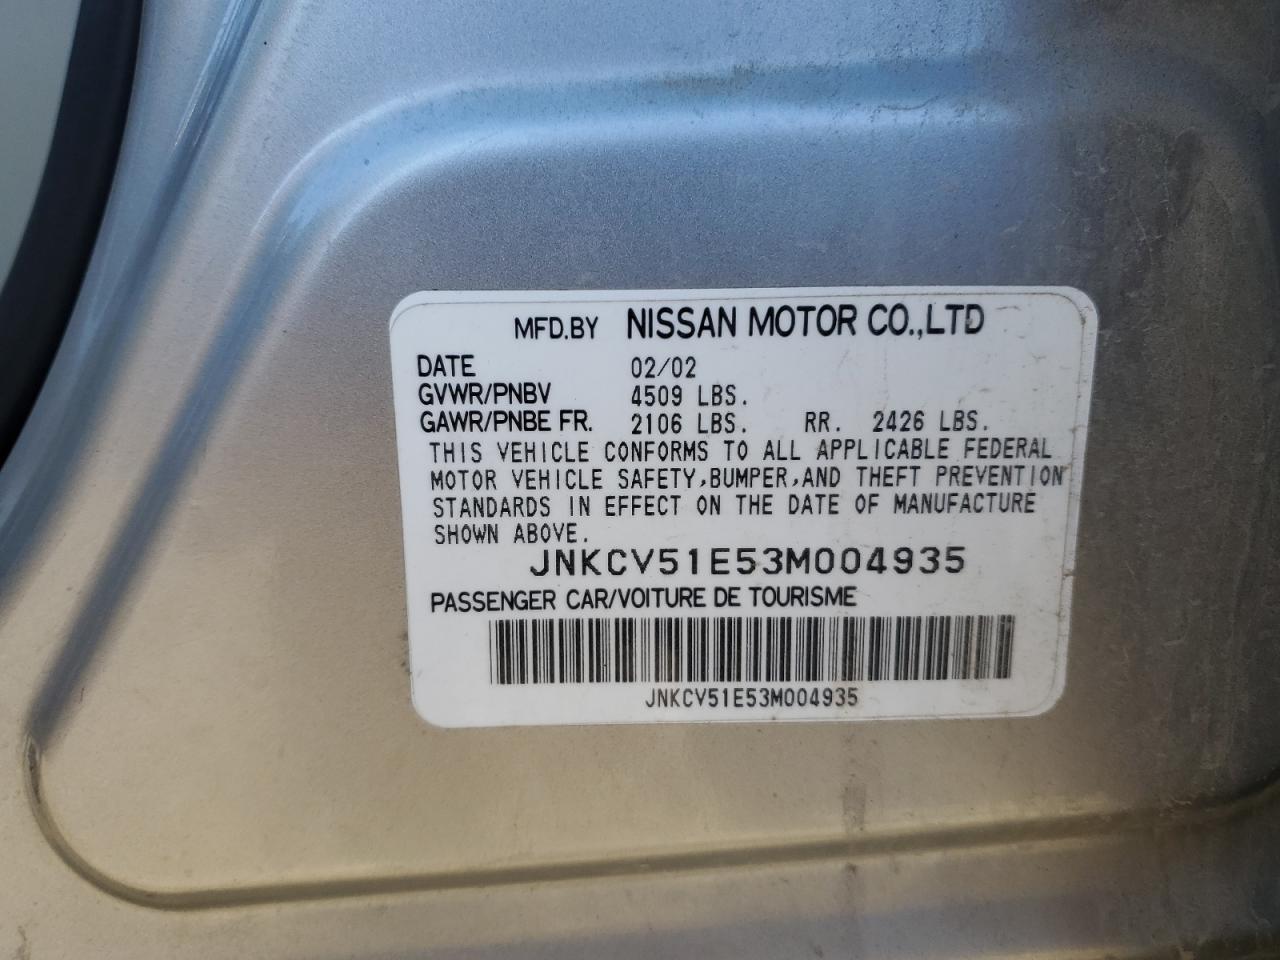 MFD.BY NISSAN MOTOR CO.,LTD
DATE 02/02
GVWR/PNBV 4509 LBS.
GAWR/PNBE FR. 2106 LBS. RR. 2426 LBS.
THIS VEHICLE CONFORMS TO ALL APPLICABLE FEDERAL
MOTOR VEHICLE SAFETY,BUMPER,AND THEFT PREVENTION
STANDARDS IN EFFECT ON THE DATE OF MANUFACTURE
SHOWN ABOVE.
JNKCV51E53M004935
PASSENGER CAR/VOITURE DE TOURISME
JNKCV51E53M004935